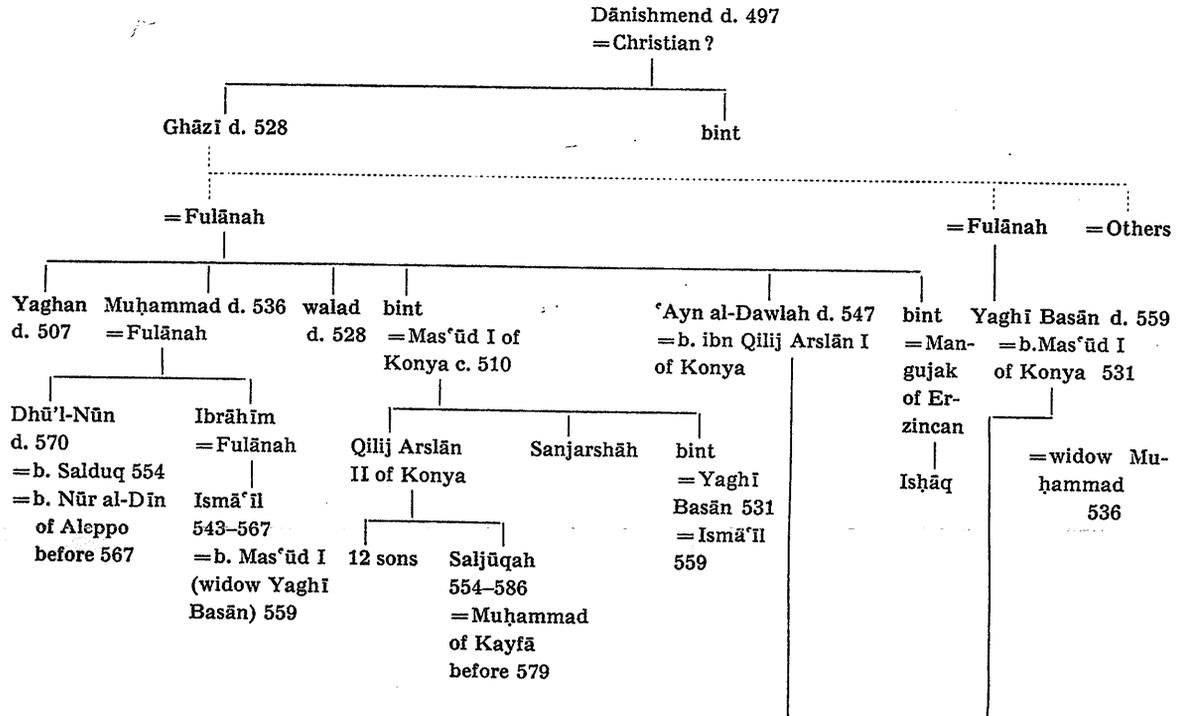 Dānishmend d. 497
=Christian?
Ghāzī d. 528
bint
=Fulānah
=Fulānah
=Others
Yaghan
d. 507
Muḥammad d. 536
=Fulānah
walad
d. 528
bint
=Masʿūd I of
Konya c. 510
ʿAyn al-Dawlah d. 547
=b. ibn Qilij Arslān I
of Konya
bint
=Man-
gujak
of Er-
zincan
Isḥāq
Yaghī Basān d. 559
=b.Masʿūd I
of Konya 531
=widow Mu-
ḥammad
536
Dhū’l-Nūn
d. 570
=b. Salduq 554
=b. Nūr al-Dīn
of Aleppo
before 567
Ibrāhīm
=Fulānah
Ismāʿīl
543–567
=b. Masʿūd I
(widow Yaghī
Basān) 559
Qilij Arslān
II of Konya
Sanjarshāh
bint
=Yaghī
Basān 531
=Ismāʿīl
559
12 sons
Saljūqah
554–586
=Muḥammad
of Kayfā
before 579